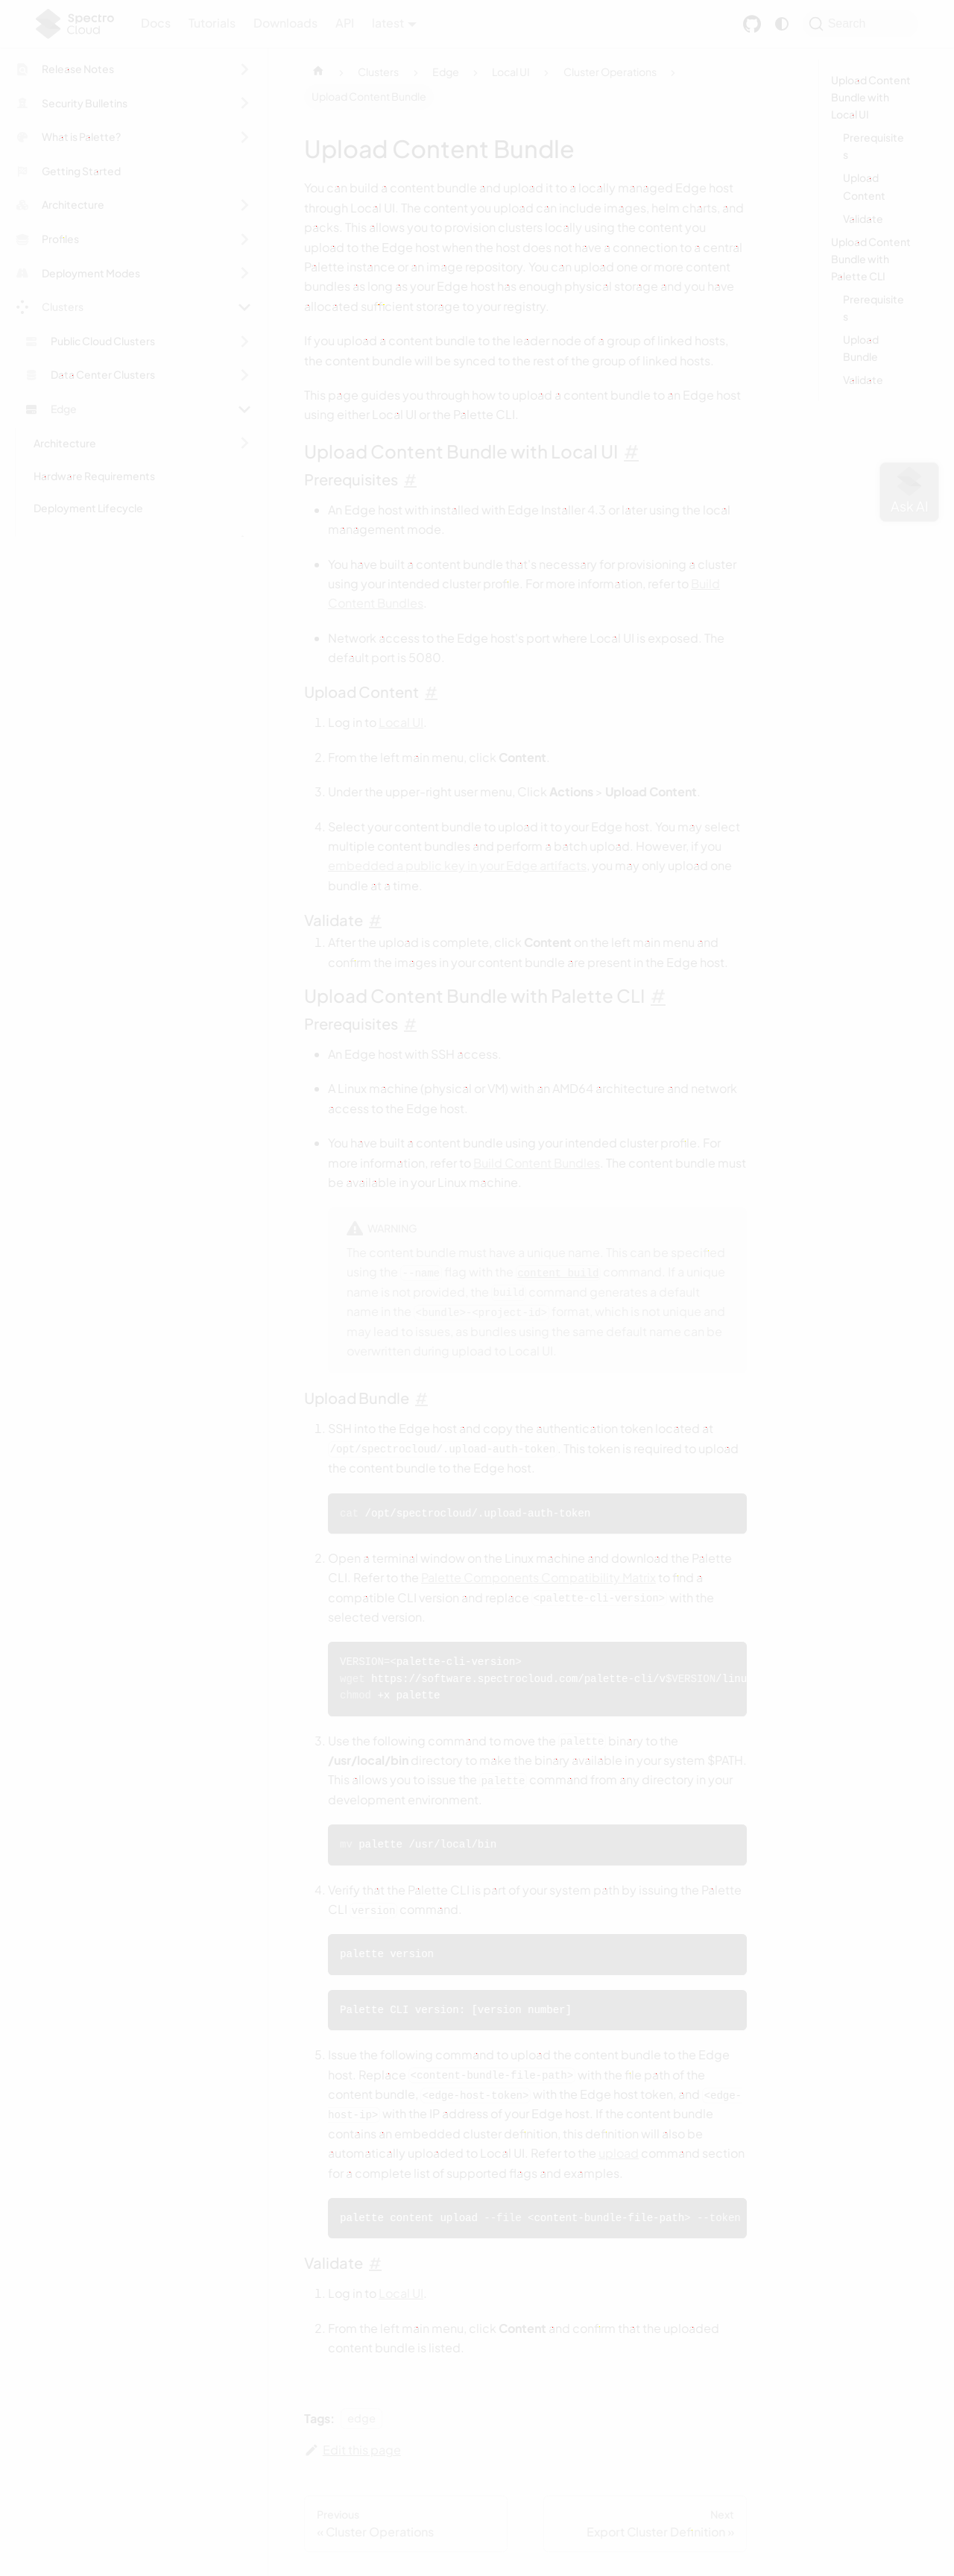 Spectro
Cloud
Docs
Tutorials
Downloads
API
latest
Search
Release Notes
Security Bulletins
What is Palette?
Getting Started
Architecture
Profiles
Deployment Modes
Clusters
Public Cloud Clusters
Data Center Clusters
Edge
Architecture
Hardware Requirements
Deployment Lifecycle
Clusters
Edge
Local UI
Cluster Operations
Upload Content Bundle
Upload Content Bundle
You can build a content bundle and upload it to a locally managed Edge host
through Local UI. The content you upload can include images, helm charts, and
packs. This allows you to provision clusters locally using the content you
upload to the Edge host when the host does not have a connection to a central
Palette instance or an image repository. You can upload one or more content
bundles as long as your Edge host has enough physical storage and you have
allocated sufficient storage to your registry.
If you upload a content bundle to the leader node of a group of linked hosts,
the content bundle will be synced to the rest of the group of linked hosts.
This page guides you through how to upload a content bundle to an Edge host
using either Local UI or the Palette CLI.
Upload Content Bundle with Local UI #
Prerequisites #
An Edge host with installed with Edge Installer 4.3 or later using the local
management mode.
You have built a content bundle that's necessary for provisioning a cluster
using your intended cluster profile. For more information, refer to Build
Content Bundles.
Network access to the Edge host's port where Local UI is exposed. The
default port is 5080.
Upload Content #
1. Log in to Local UI.
2. From the left main menu, click Content.
3. Under the upper-right user menu, Click Actions > Upload Content.
4. Select your content bundle to upload it to your Edge host. You may select
multiple content bundles and perform a batch upload. However, if you
embedded a public key in your Edge artifacts, you may only upload one
bundle at a time.
Validate #
1. After the upload is complete, click Content on the left main menu and
confirm the images in your content bundle are present in the Edge host.
Upload Content Bundle with Palette CLI #
Prerequisites #
An Edge host with SSH access.
A Linux machine (physical or VM) with an AMD64 architecture and network
access to the Edge host.
You have built a content bundle using your intended cluster profile. For
more information, refer to Build Content Bundles. The content bundle must
be available in your Linux machine.
WARNING
The content bundle must have a unique name. This can be specified
using the --name flag with the content build command. If a unique
name is not provided, the build command generates a default
name in the <bundle>-<project-id> format, which is not unique and
may lead to issues, as bundles using the same default name can be
overwritten during upload to Local UI.
Upload Bundle #
1. SSH into the Edge host and copy the authentication token located at
/opt/spectrocloud/.upload-auth-token. This token is required to upload
the content bundle to the Edge host.
cat /opt/spectrocloud/.upload-auth-token
2. Open a terminal window on the Linux machine and download the Palette
CLI. Refer to the Palette Components Compatibility Matrix to find a
compatible CLI version and replace <palette-cli-version> with the
selected version.
VERSION=<palette-cli-version>
wget https://software.spectrocloud.com/palette-cli/v$VERSION/linu
chmod +x palette
3. Use the following command to move the palette binary to the
/usr/local/bin directory to make the binary available in your system $PATH.
This allows you to issue the palette command from any directory in your
development environment.
mv palette /usr/local/bin
4. Verify that the Palette CLI is part of your system path by issuing the Palette
CLI version command.
palette version
Palette CLI version: [version number]
5. Issue the following command to upload the content bundle to the Edge
host. Replace <content-bundle-file-path> with the file path of the
content bundle, <edge-host-token> with the Edge host token, and <edge-
host-ip> with the IP address of your Edge host. If the content bundle
contains an embedded cluster definition, this definition will also be
automatically uploaded to Local UI. Refer to the upload command section
for a complete list of supported flags and examples.
palette content upload --file <content-bundle-file-path> --token
Validate #
1. Log in to Local UI.
2. From the left main menu, click Content and confirm that the uploaded
content bundle is listed.
Tags: edge
Edit this page
Previous
« Cluster Operations
Next
Export Cluster Definition »
Upload Content
Bundle with
Local UI
Prerequisite
s
Upload
Content
Validate
Upload Content
Bundle with
Palette CLI
Prerequisite
s
Upload
Bundle
Validate
Ask AI